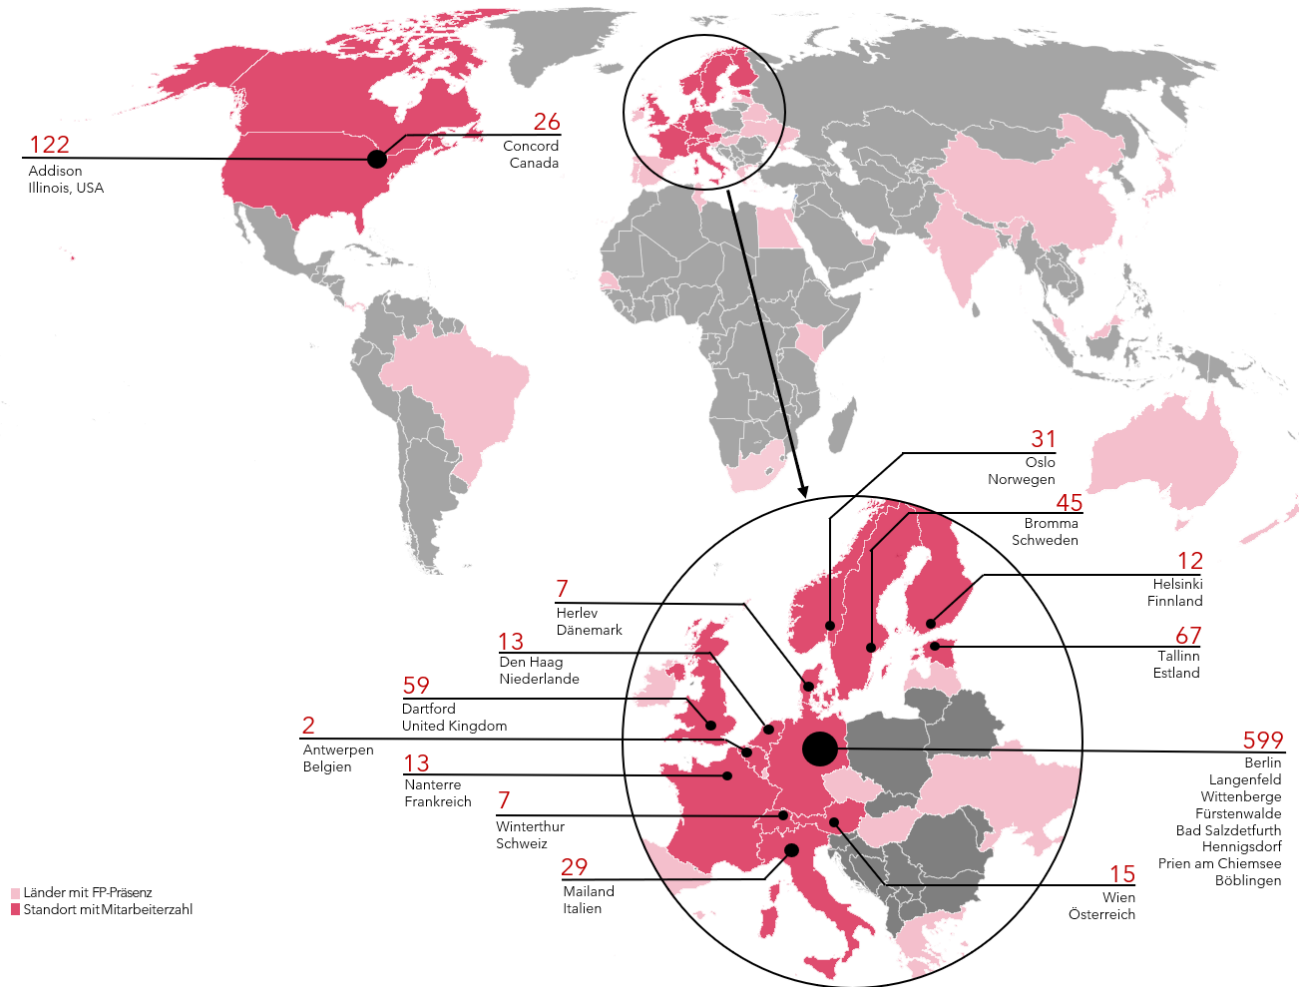 122
Addison
Illinois, USA
26
Concord
Canada
31
Oslo
Norwegen
45
Bromma
Schweden
12
Helsinki
Finnland
67
Tallinn
Estland
7
Herlev
Dänemark
13
Den Haag
Niederlande
59
Dartford
United Kingdom
2
Antwerpen
Belgien
13
Nanterre
Frankreich
7
Winterthur
Schweiz
29
Mailand
Italien
599
Berlin
Langenfeld
Wittenberge
Fürstenwalde
Bad Salzdetfurth
Hennigsdorf
Prien am Chiemsee
Böblingen
15
Wien
Österreich
Länder mit FP-Präsenz
Standort mit Mitarbeiterzahl